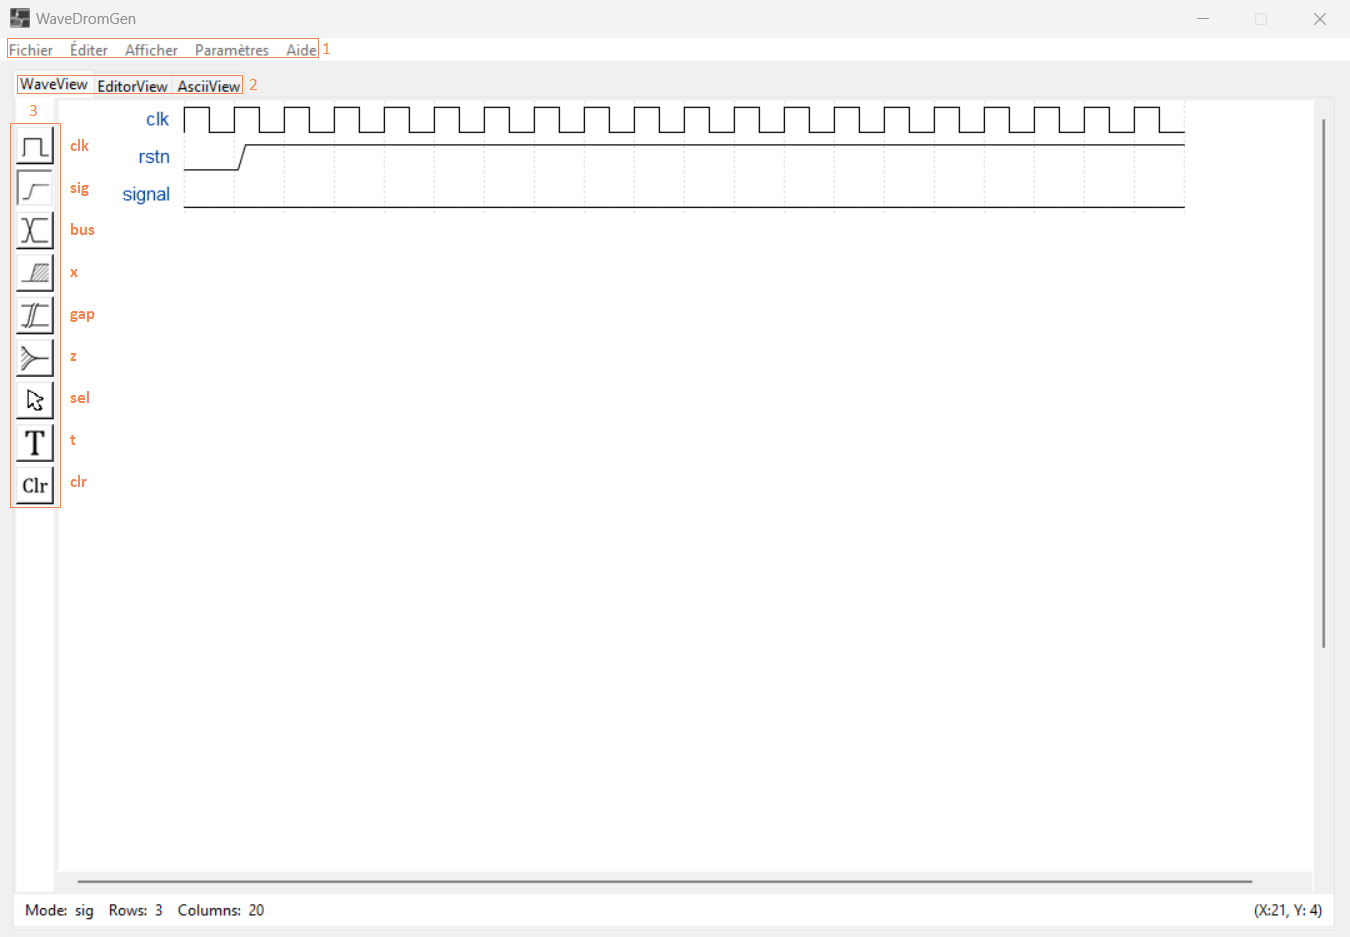 WaveDromGen
Fichier Éditer Afficher Paramètres Aide 1
WaveView EditorView AsciiView 2
3
clk
sig
bus
x
gap
z
sel
T t
Clr clr
clk
rstn
signal
Mode: sig Rows: 3 Columns: 20 (X:21, Y: 4)